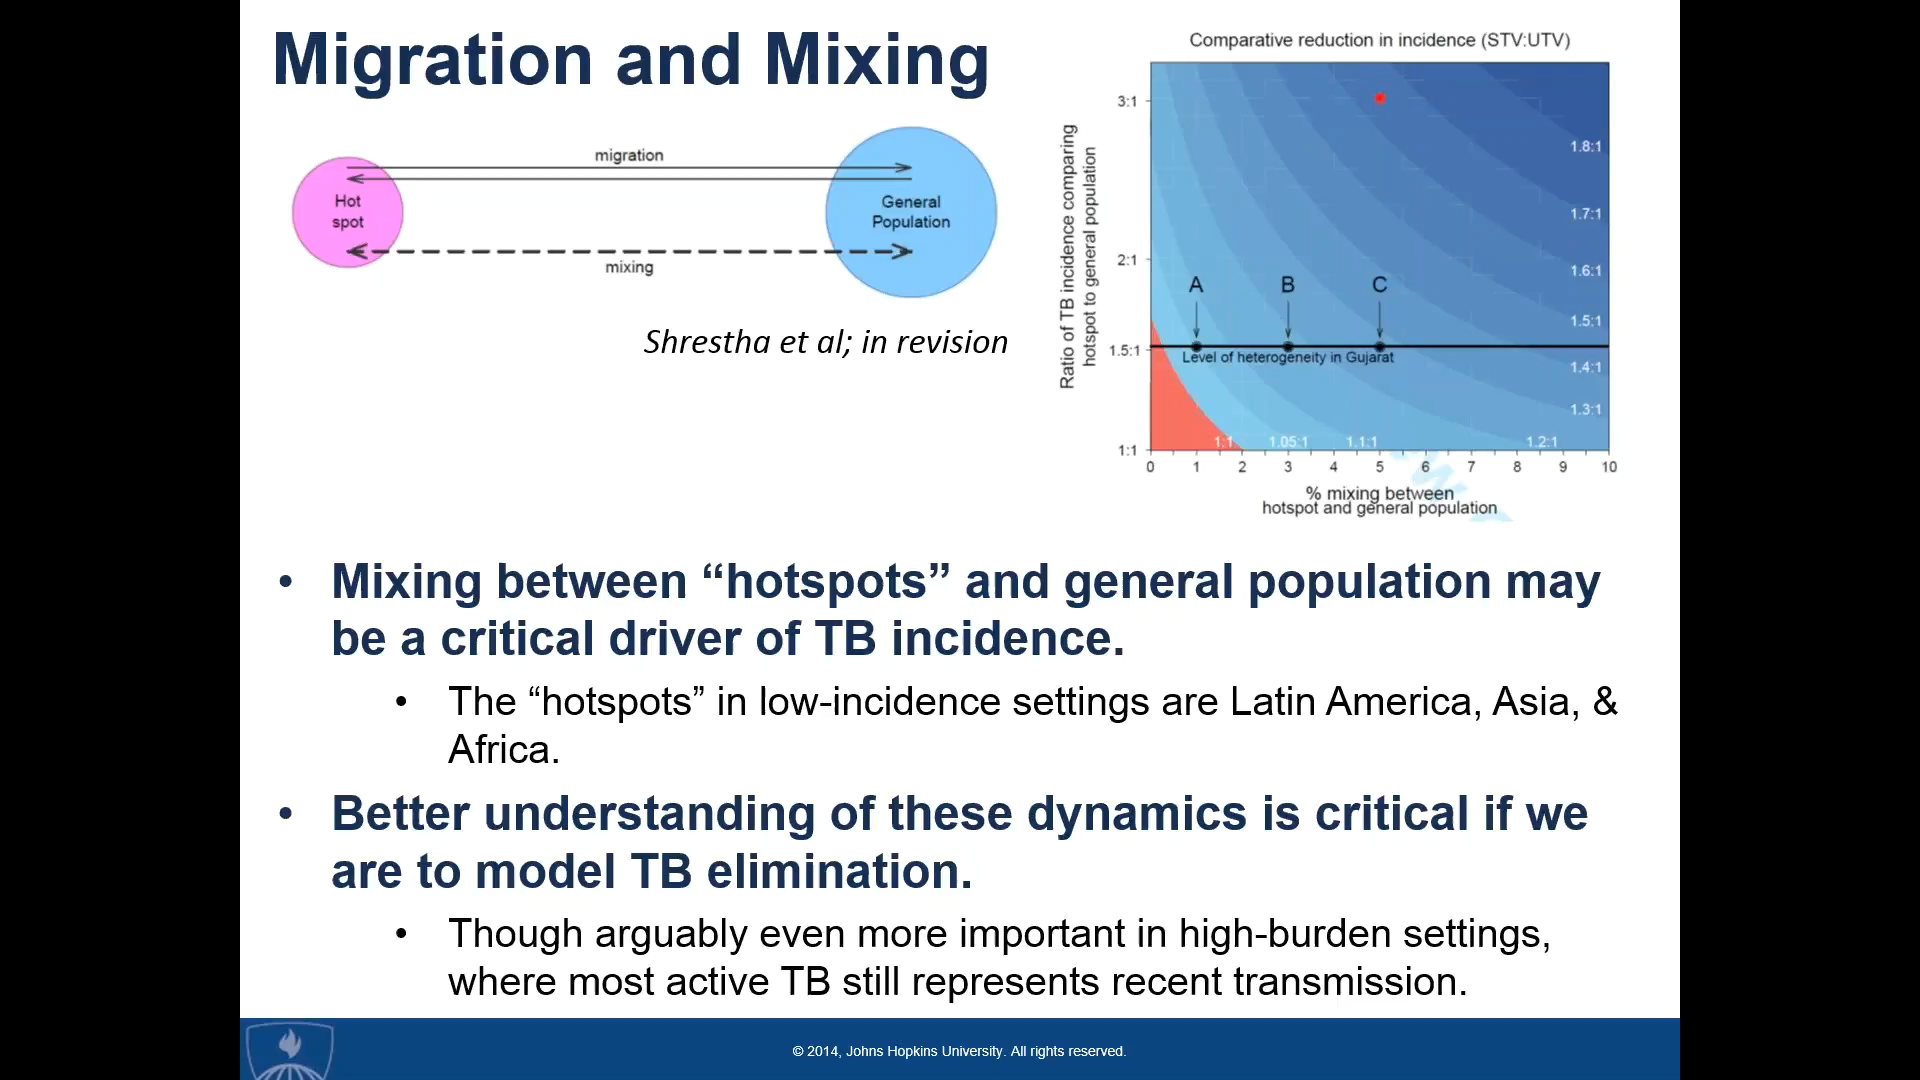 Migration and Mixing
migration
Hot
spot
General
Population
mixing
Shrestha et al; in revision
Comparative reduction in incidence (STV:UTV)
Ratio of TB incidence comparing
hotspot to general population
3:1
2:1
1.5:1
1:1
1.8:1
1.7:1
1.6:1
1.5:1
1.4:1
1.3:1
A B C
Level of heterogeneity in Gujarat
1:1 1.05:1 1.1:1 1.2:1
0 1 2 3 4 5 6 7 8 9 10
% mixing between
hotspot and general population
• Mixing between “hotspots” and general population may
be a critical driver of TB incidence.
• The “hotspots” in low-incidence settings are Latin America, Asia, &
Africa.
• Better understanding of these dynamics is critical if we
are to model TB elimination.
• Though arguably even more important in high-burden settings,
where most active TB still represents recent transmission.
© 2014, Johns Hopkins University. All rights reserved.